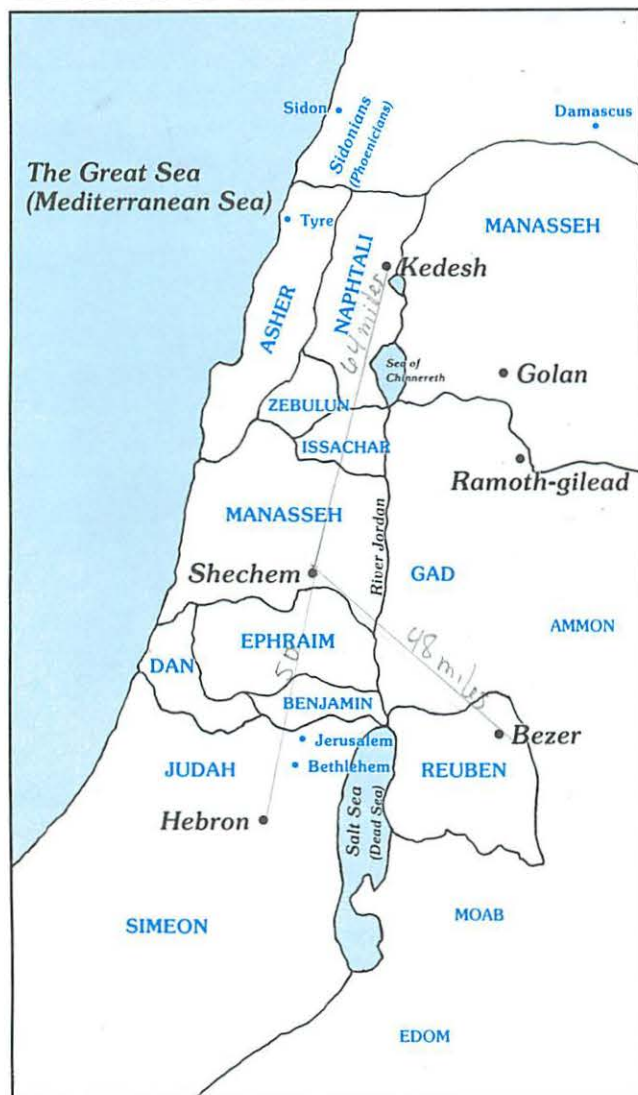 Sidon
Sidonians
(Phoenicians)
Damascus
The Great Sea
(Mediterranean Sea)
Tyre
MANASSEH
Kedesh
NAPHTALI
ASHER
64 miles
Sea of
Chinnereth
Golan
ZEBULUN
ISSACHAR
Ramoth-gilead
MANASSEH
River Jordan
Shechem
GAD
EPHRAIM
AMMON
DAN
50
48 miles
BENJAMIN
Bezer
Jerusalem
JUDAH
Bethlehem
REUBEN
Hebron
Salt Sea
(Dead Sea)
SIMEON
MOAB
EDOM